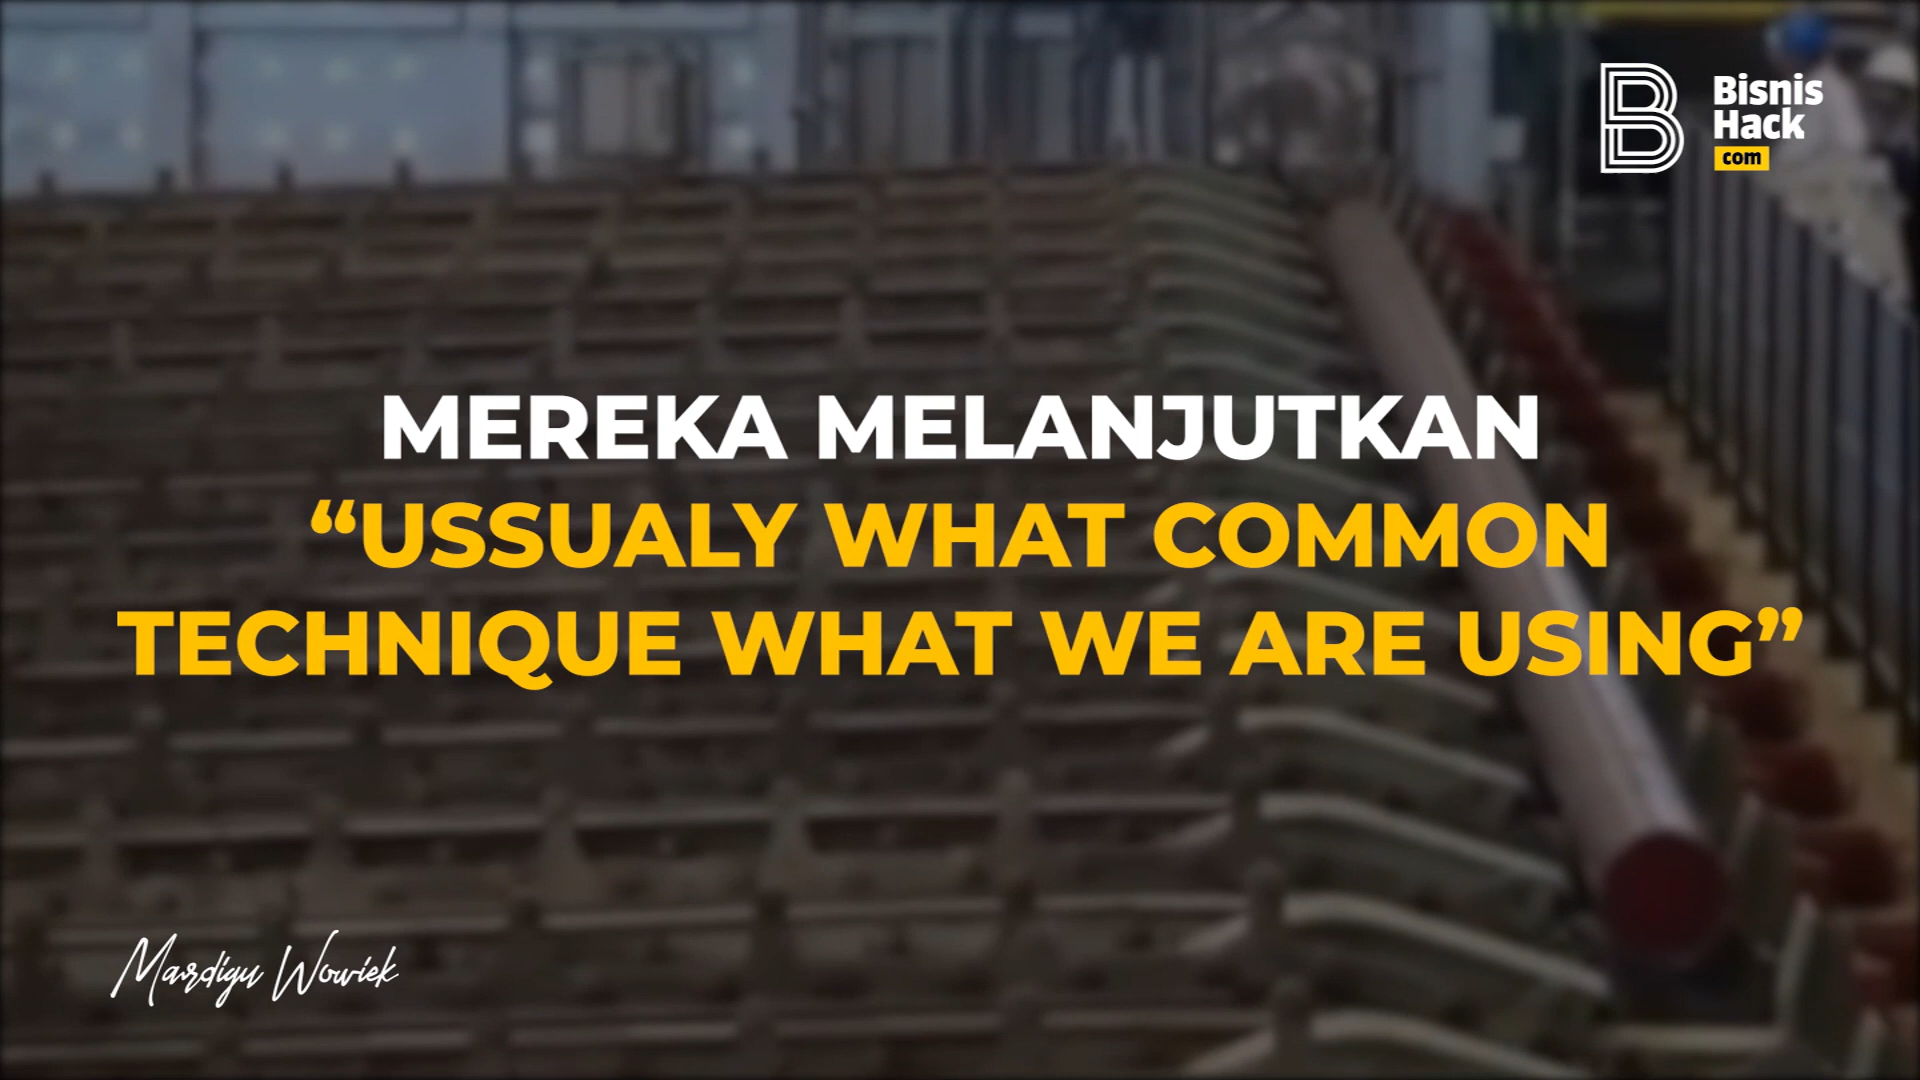 Bisnis
Hack
com
MEREKA MELANJUTKAN
“USSUALY WHAT COMMON
TECHNIQUE WHAT WE ARE USING”
Mardigu Wowiek